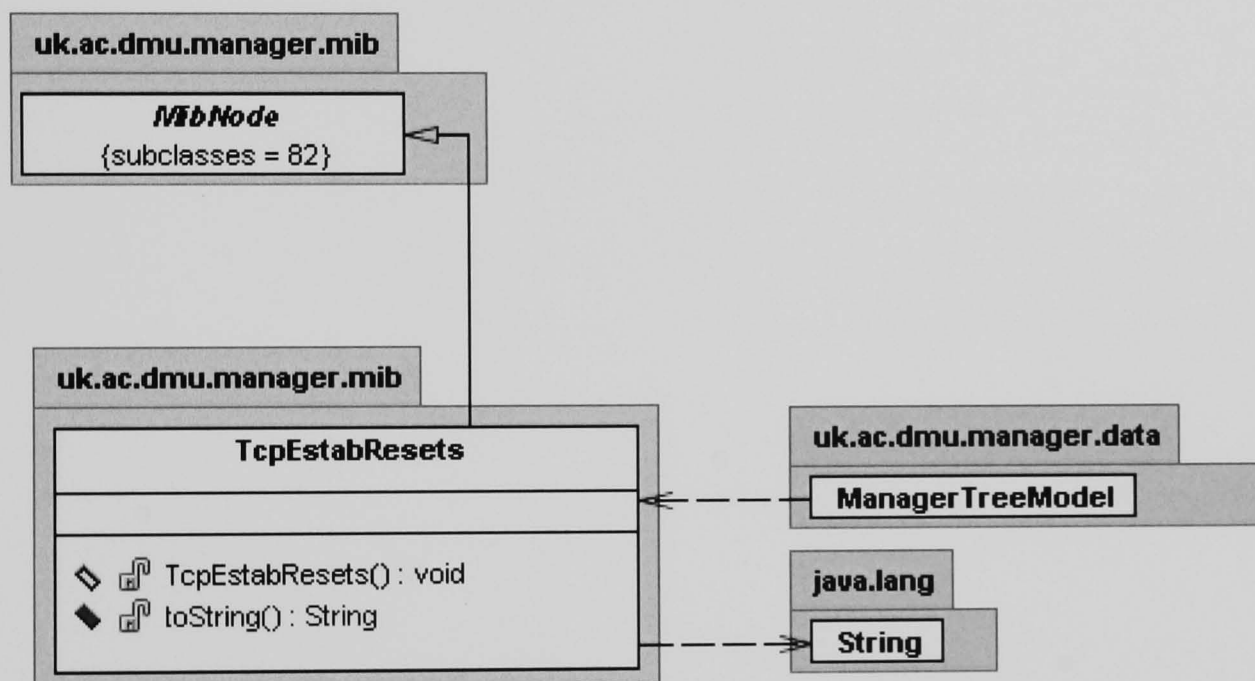 uk.ac.dmu.manager.mib
MibNode
{subclasses = 82}
uk.ac.dmu.manager.mib
TcpEstabResets
TcpEstabResets() : void
toString() : String
uk.ac.dmu.manager.data
ManagerTreeModel
java.lang
String